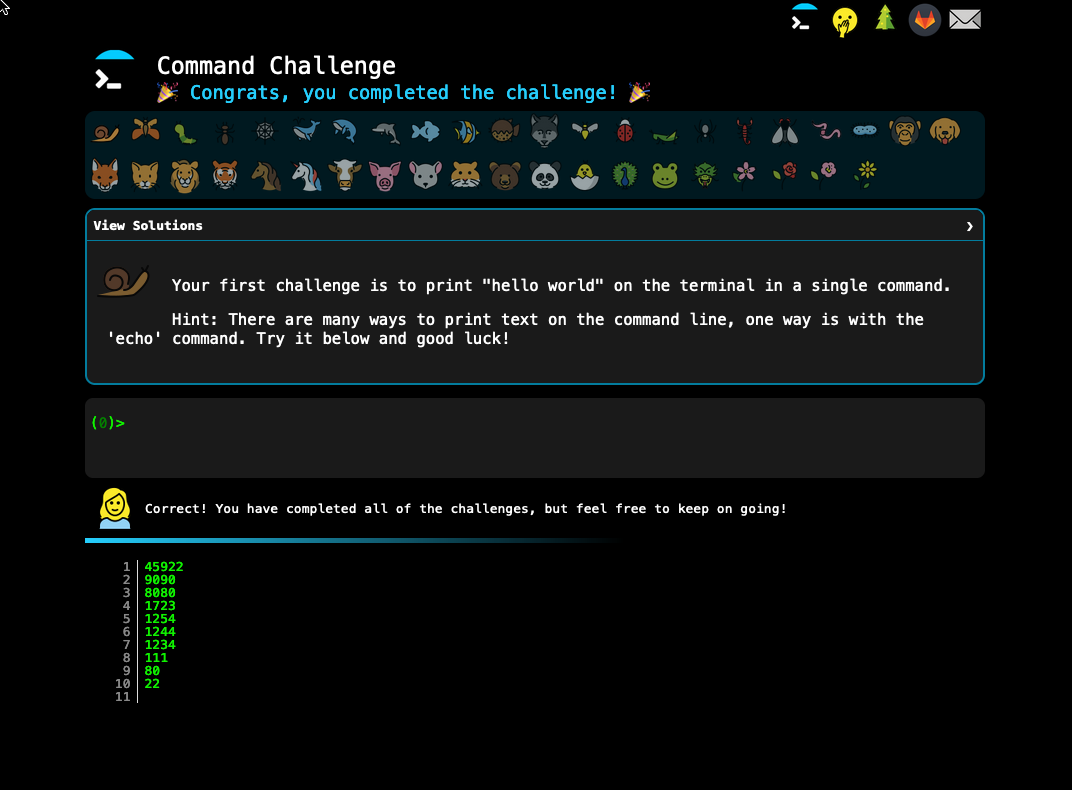 Command Challenge
🎉 Congrats, you completed the challenge! 🎉
View Solutions ❯
Your first challenge is to print "hello world" on the terminal in a single command.
Hint: There are many ways to print text on the command line, one way is with the
'echo' command. Try it below and good luck!
(0)>
Correct! You have completed all of the challenges, but feel free to keep on going!
1 45922
2 9090
3 8080
4 1723
5 1254
6 1244
7 1234
8 111
9 80
10 22
11